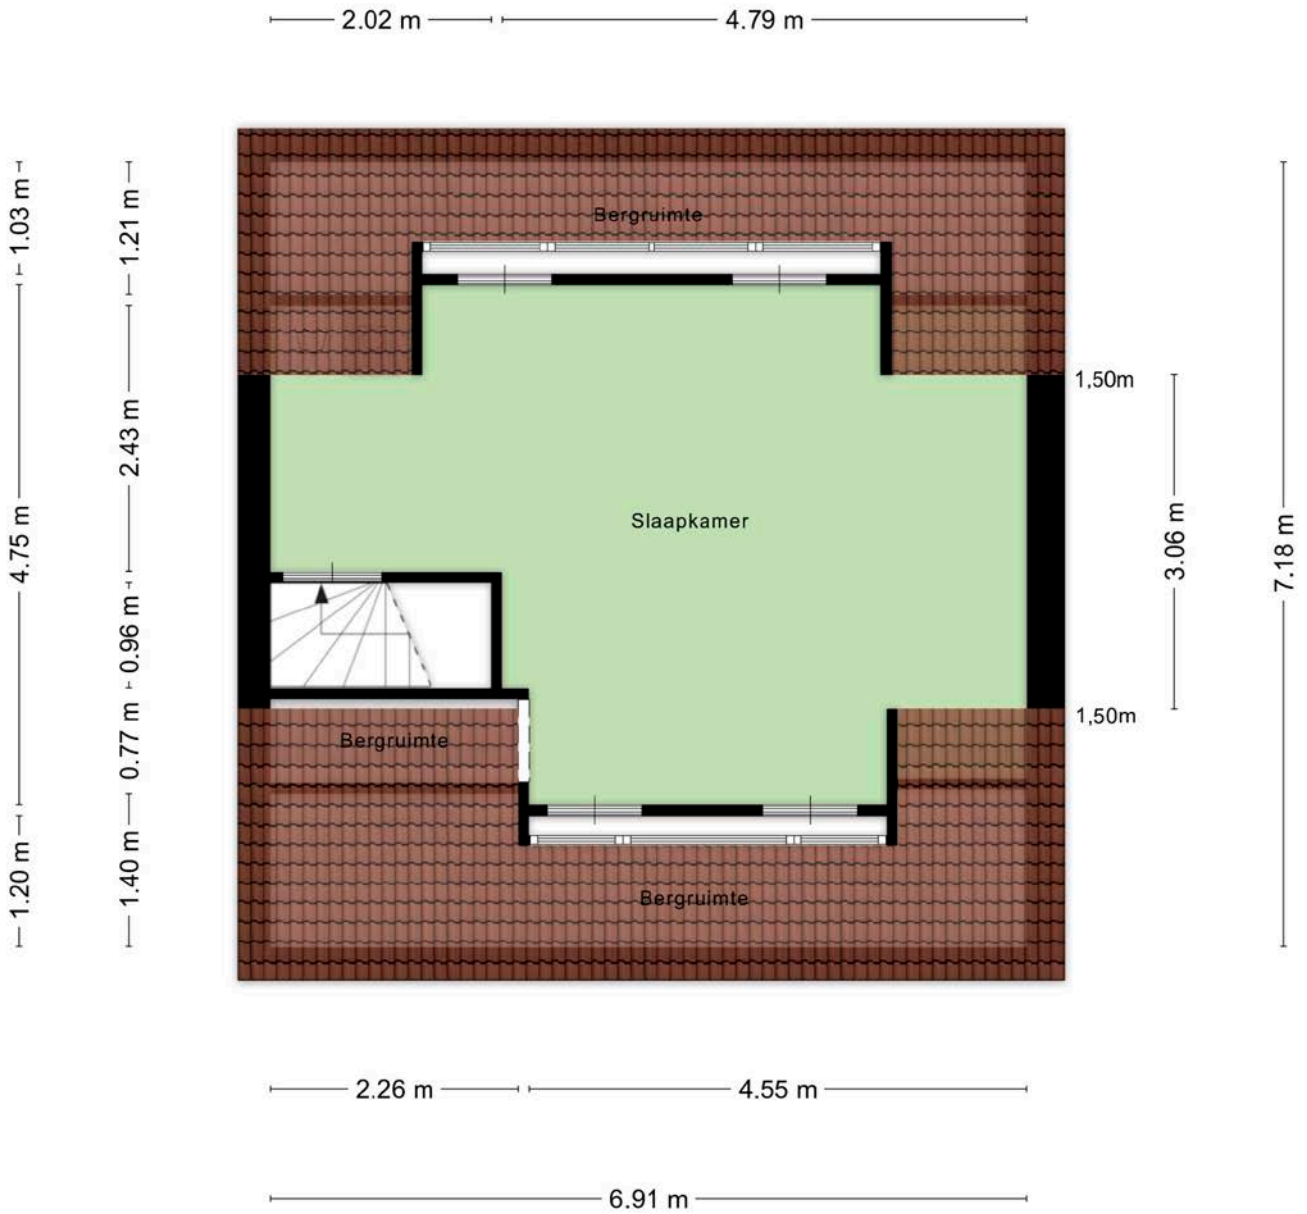 2.02 m
4.79 m
1.03 m
1.21 m
Bergruimte
1,50m
2.43 m
4.75 m
Slaapkamer
3.06 m
7.18 m
0.96 m
1,50m
0.77 m
Bergruimte
1.20 m
1.40 m
Bergruimte
2.26 m
4.55 m
6.91 m